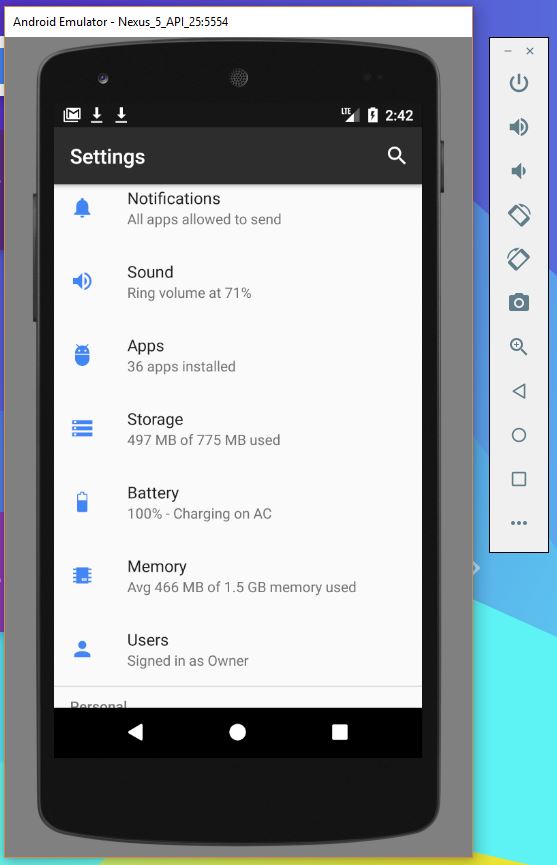 Android Emulator - Nexus_5_API_25:5554
LTE 2:42
Settings
Notifications
All apps allowed to send
Sound
Ring volume at 71%
Apps
36 apps installed
Storage
497 MB of 775 MB used
Battery
100% - Charging on AC
Memory
Avg 466 MB of 1.5 GB memory used
Users
Signed in as Owner
Personal